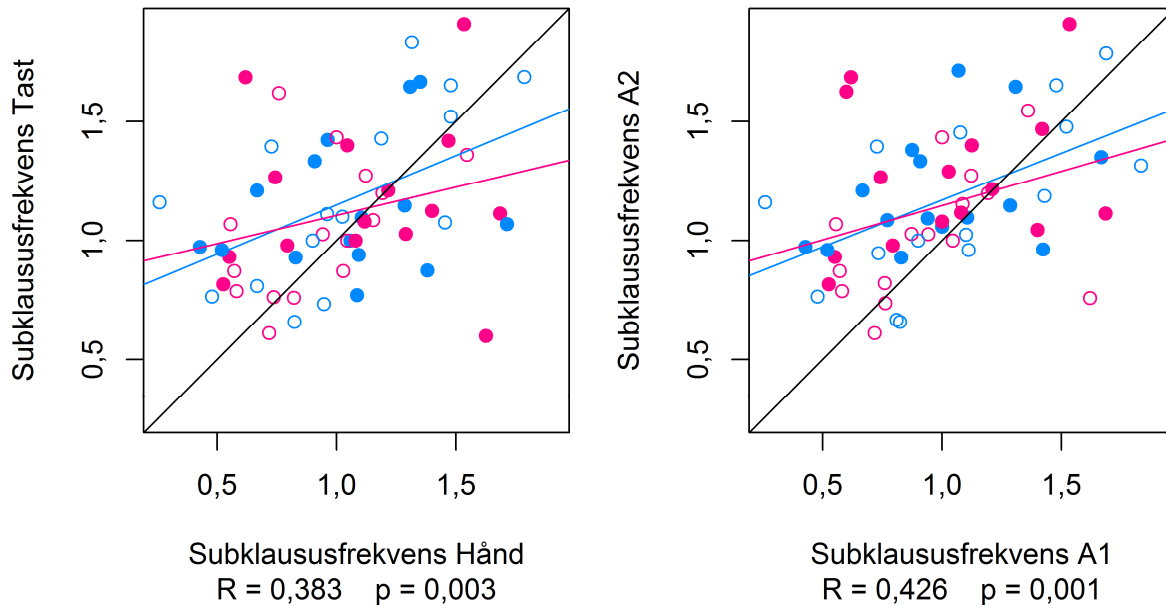 Subklaususfrekvens Tast
1,5
1,0
0,5
0,5 1,0 1,5
Subklaususfrekvens Hånd
R = 0,383 p = 0,003
Subklaususfrekvens A2
1,5
1,0
0,5
0,5 1,0 1,5
Subklaususfrekvens A1
R = 0,426 p = 0,001